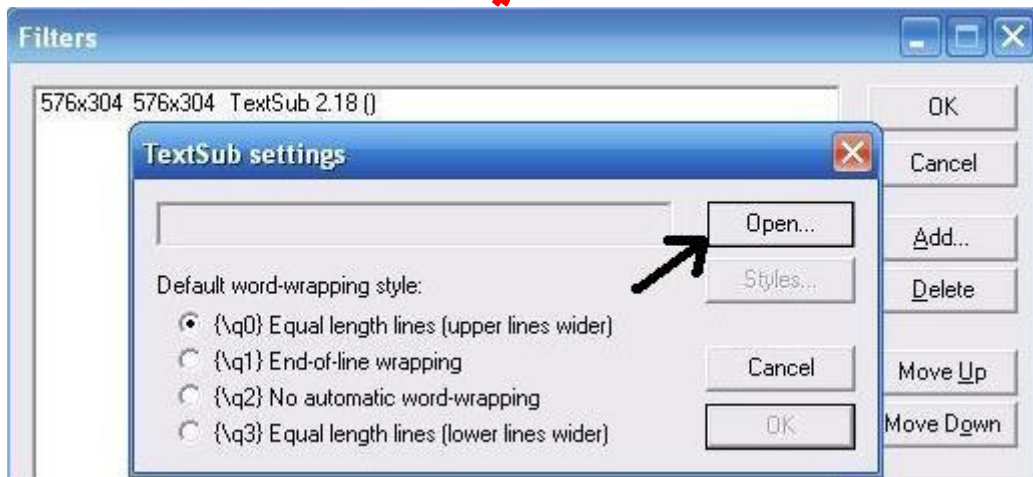 Filters
576x304 576x304 TextSub 2.18 ()
OK
TextSub settings
Cancel
Open...
Add...
Default word-wrapping style:
Styles...
Delete
{\q0} Equal length lines (upper lines wider)
{\q1} End-of-line wrapping
Cancel
Move Up
{\q2} No automatic word-wrapping
{\q3} Equal length lines (lower lines wider)
OK
Move Down